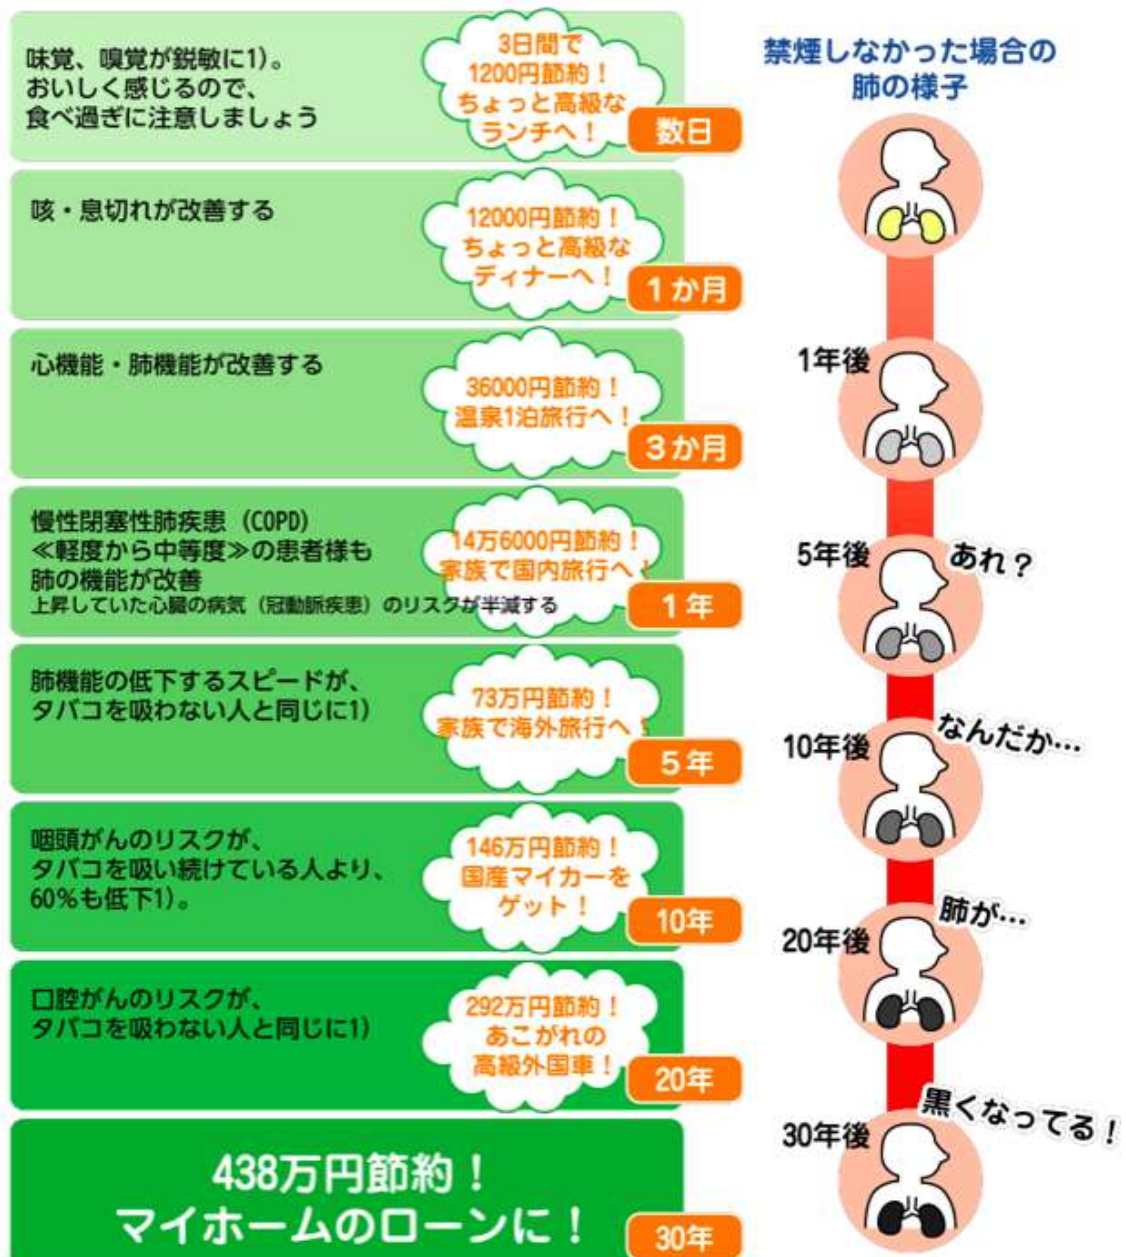 味覚、嗅覚が鋭敏に1)。
おいしく感じるので、
食べ過ぎに注意しましょう
3日間で
1200円節約！
ちょっと高級な
ランチへ！
数日
咳・息切れが改善する
12000円節約！
ちょっと高級な
ディナーへ！
1か月
心機能・肺機能が改善する
36000円節約！
温泉1泊旅行へ！
3か月
慢性閉塞性肺疾患（COPD）
≪軽度から中等度≫の患者様も
肺の機能が改善
上昇していた心臓の病気（冠動脈疾患）のリスクが半減する
14万6000円節約！
家族で国内旅行へ！
1年
肺機能の低下するスピードが、
タバコを吸わない人と同じに1)
73万円節約！
家族で海外旅行へ！
5年
咽頭がんのリスクが、
タバコを吸い続けている人より、
60%も低下1)。
146万円節約！
国産マイカーを
ゲット！
10年
口腔がんのリスクが、
タバコを吸わない人と同じに1)
292万円節約！
あこがれの
高級外国車！
20年
438万円節約！
マイホームのローンに！
30年
禁煙しなかった場合の
肺の様子
1年後
5年後
あれ？
10年後
なんだか…
20年後
肺が…
30年後
黒くなってる！